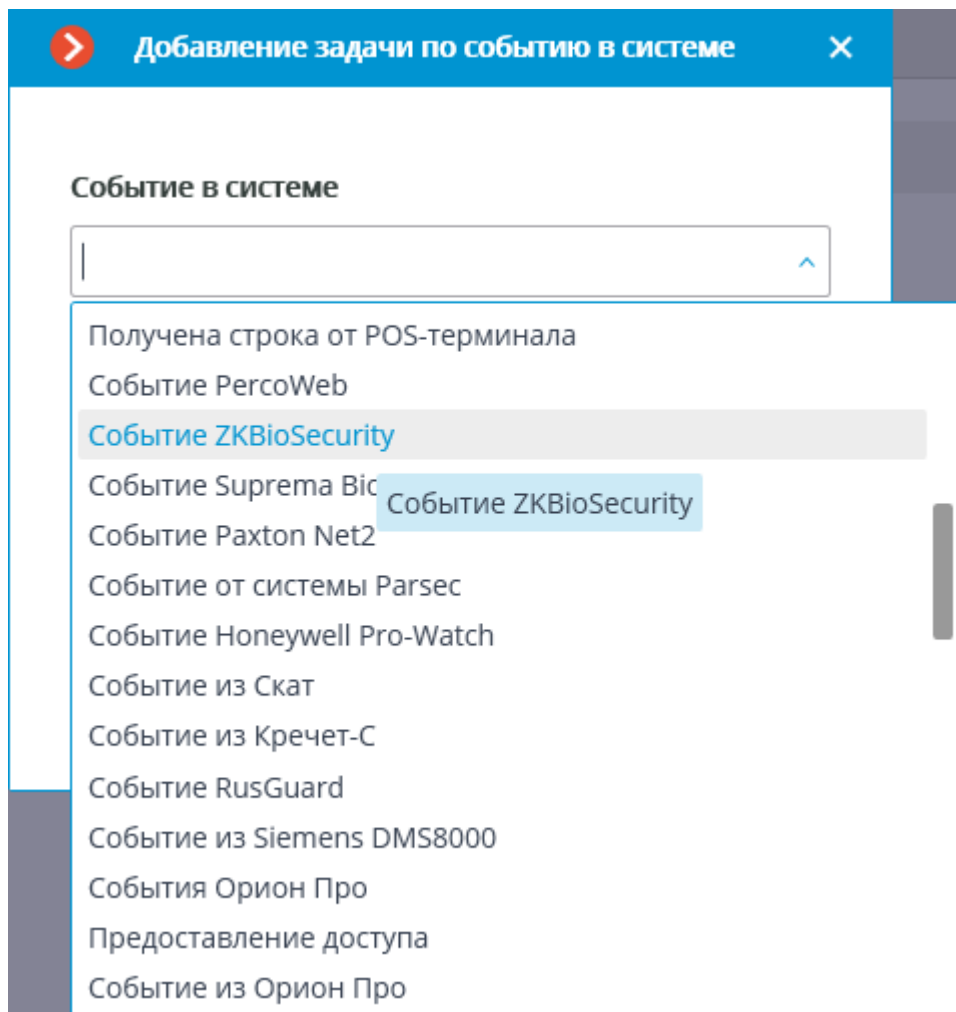 Добавление задачи по событию в системе
Событие в системе
Получена строка от POS-терминала
Событие PercoWeb
Событие ZKBioSecurity
Событие Suprema
Событие ZKBioSecurity
Событие Paxton Net2
Событие от системы Parsec
Событие Honeywell Pro-Watch
Событие из Скат
Событие из Кречет-С
Событие RusGuard
Событие из Siemens DMS8000
События Орион Про
Предоставление доступа
Событие из Орион Про